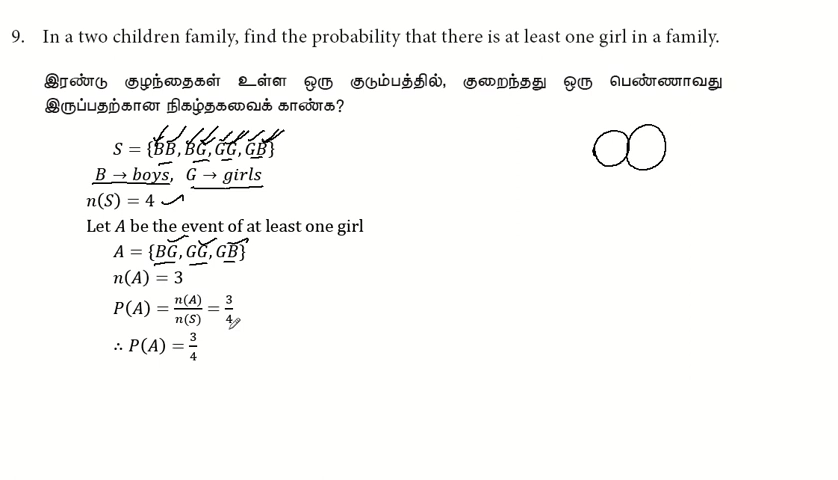 9. In a two children family, find the probability that there is at least one girl in a family.
இரண்டு குழந்தைகள் உள்ள ஒரு குடும்பத்தில், குறைந்தது ஒரு பெண்ணாவது
இருப்பதற்கான நிகழ்தகவைக் காண்க?
S = {BB, BG, GG, GB}
B → boys, G → girls
n(S) = 4
Let A be the event of at least one girl
A = {BG, GG, GB}
n(A) = 3
P(A) = n(A)/n(S) = 3/4
∴ P(A) = 3/4